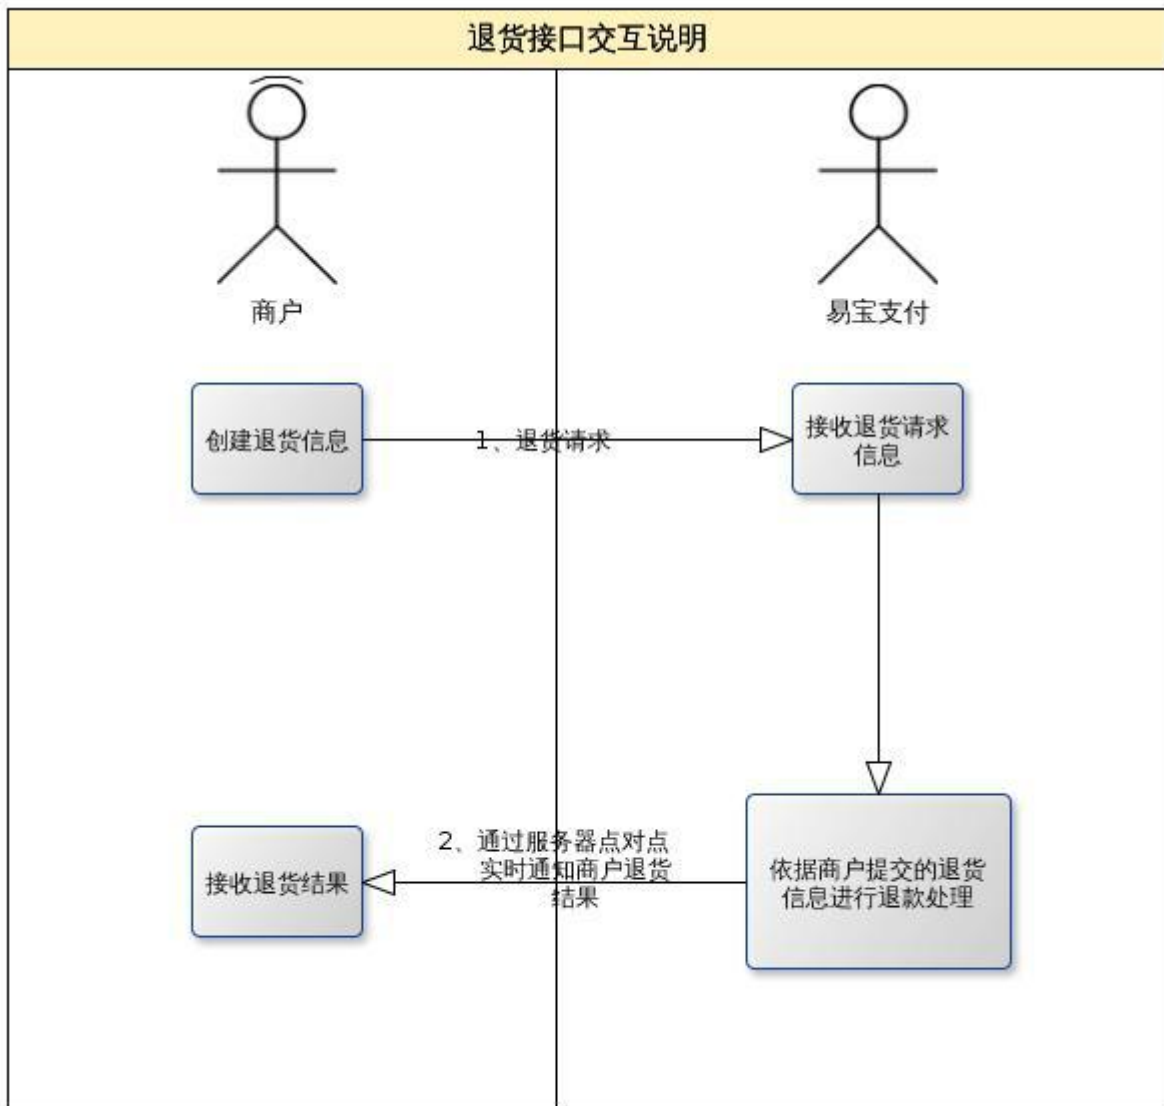 退货接口交互说明
商户
易宝支付
创建退货信息
1、退货请求
接收退货请求
信息
2、通过服务器点对点
实时通知商户退货
结果
接收退货结果
依据商户提交的退货
信息进行退款处理